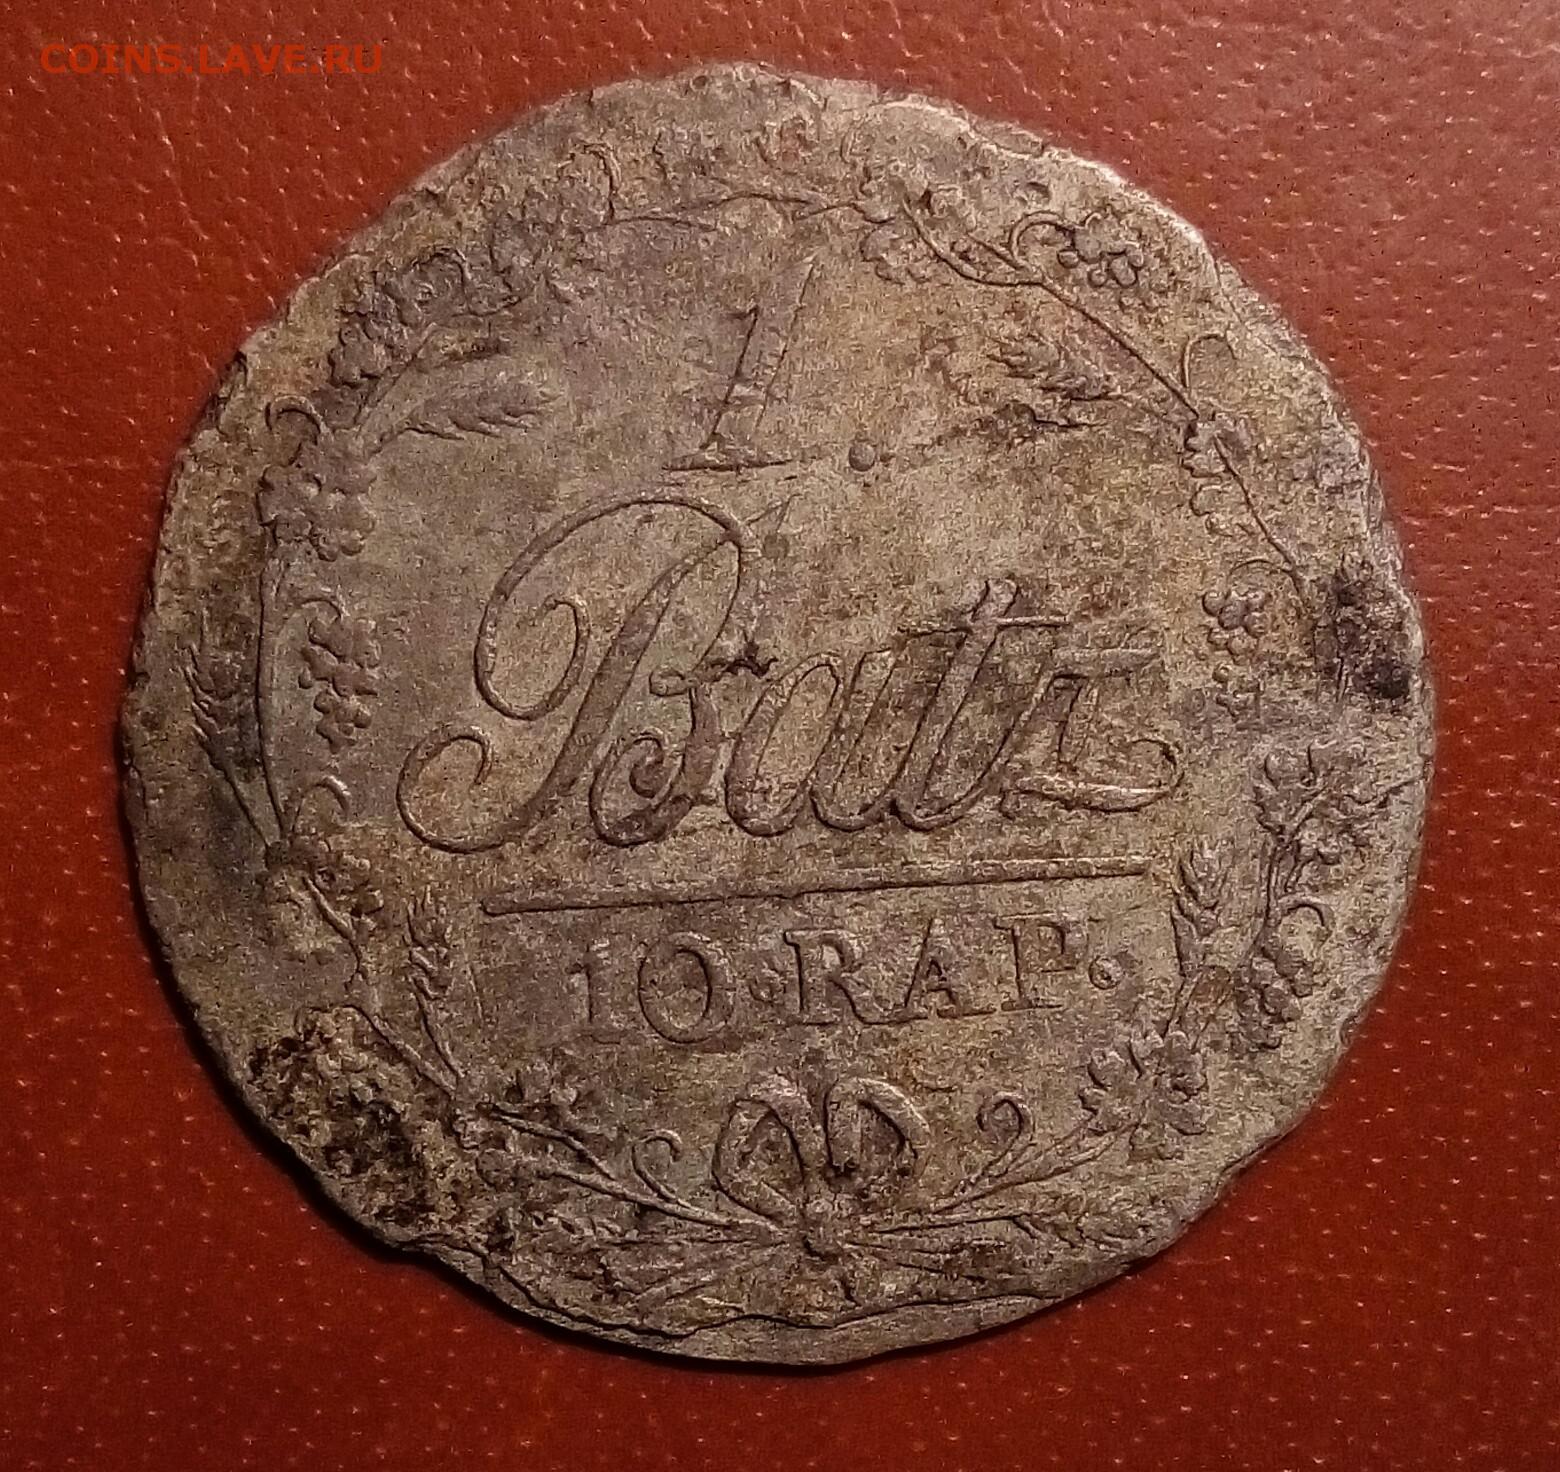 COINS.LAVE.RU
1.
Batz
10·RAP.